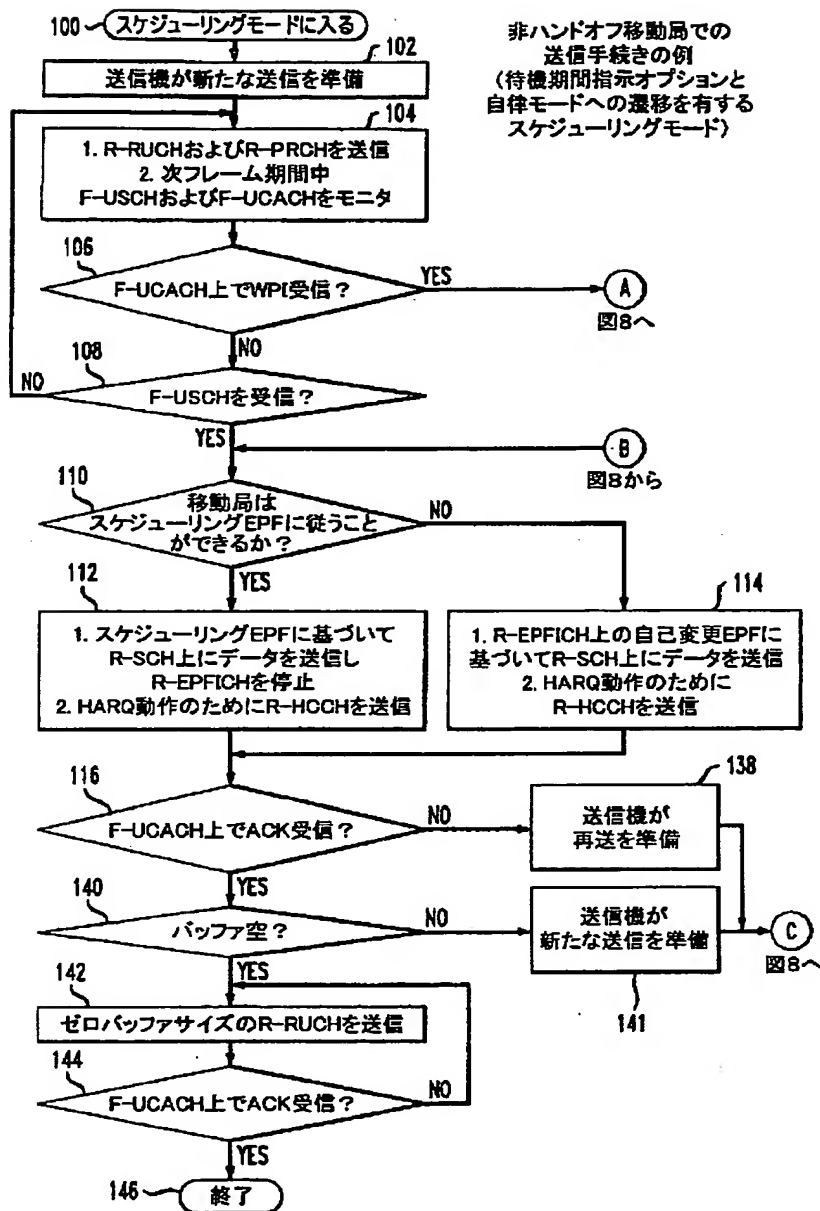 100
スケジューリングモードに入る
非ハンドオフ移動局での
送信手続きの例
(待機期間指示オプションと
自律モードへの遷移を有する
スケジューリングモード)
102
送信機が新たな送信を準備
104
1. R-RUCHおよびR-PRCHを送信
2. 次フレーム期間中
F-USCHおよびF-UCACHをモニタ
106
F-UCACH上でWPI受信?
YES
A
図8へ
NO
108
NO
F-USCHを受信?
YES
B
図8から
110
移動局は
スケジューリングEPFに従うこと
ができるか?
NO
YES
112
1. スケジューリングEPFに基づいて
R-SCH上にデータを送信し
R-EPFICHを停止
2. HARQ動作のためにR-HCCHを送信
114
1. R-EPFICH上の自己変更EPFに
基づいてR-SCH上にデータを送信
2. HARQ動作のために
R-HCCHを送信
116
F-UCACH上でACK受信?
NO
138
送信機が
再送を準備
YES
140
バッファ空?
NO
送信機が
新たな送信を準備
141
C
図8へ
YES
142
ゼロバッファサイズのR-RUCHを送信
144
F-UCACH上でACK受信?
NO
YES
146
終了